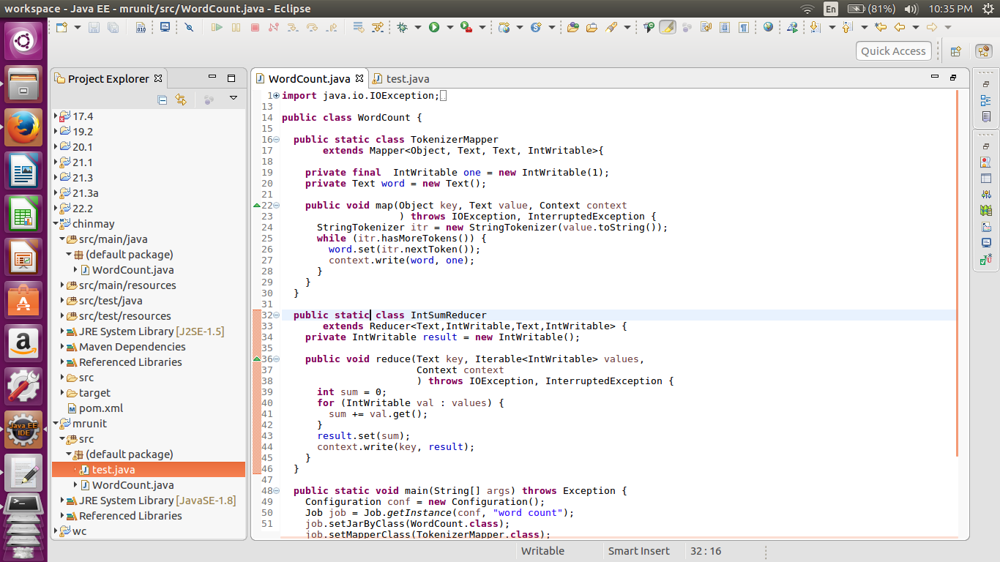 workspace - Java EE - mrunit/src/WordCount.java - Eclipse
En (81%) 10:35 PM
Quick Access
Project Explorer
17.4
19.2
20.1
21.1
21.3
21.3a
22.2
chinmay
src/main/java
(default package)
WordCount.java
src/main/resources
src/test/java
src/test/resources
JRE System Library [J2SE-1.5]
Maven Dependencies
Referenced Libraries
src
target
pom.xml
mrunit
src
(default package)
test.java
WordCount.java
JRE System Library [JavaSE-1.8]
Referenced Libraries
wc
Java EE
IDE
WordCount.java test.java
1 import java.io.IOException;
13
14 public class WordCount {
15
16   public static class TokenizerMapper
17        extends Mapper<Object, Text, Text, IntWritable>{
18
19     private final  IntWritable one = new IntWritable(1);
20     private Text word = new Text();
21
22     public void map(Object key, Text value, Context context
23                     ) throws IOException, InterruptedException {
24       StringTokenizer itr = new StringTokenizer(value.toString());
25       while (itr.hasMoreTokens()) {
26         word.set(itr.nextToken());
27         context.write(word, one);
28       }
29     }
30   }
31
32   public static class IntSumReducer
33        extends Reducer<Text,IntWritable,Text,IntWritable> {
34     private IntWritable result = new IntWritable();
35
36     public void reduce(Text key, Iterable<IntWritable> values,
37                        Context context
38                        ) throws IOException, InterruptedException {
39       int sum = 0;
40       for (IntWritable val : values) {
41         sum += val.get();
42       }
43       result.set(sum);
44       context.write(key, result);
45     }
46   }
47
48   public static void main(String[] args) throws Exception {
49     Configuration conf = new Configuration();
50     Job job = Job.getInstance(conf, "word count");
51     job.setJarByClass(WordCount.class);
    job.setMapperClass(TokenizerMapper.class);
Writable Smart Insert 32 : 16